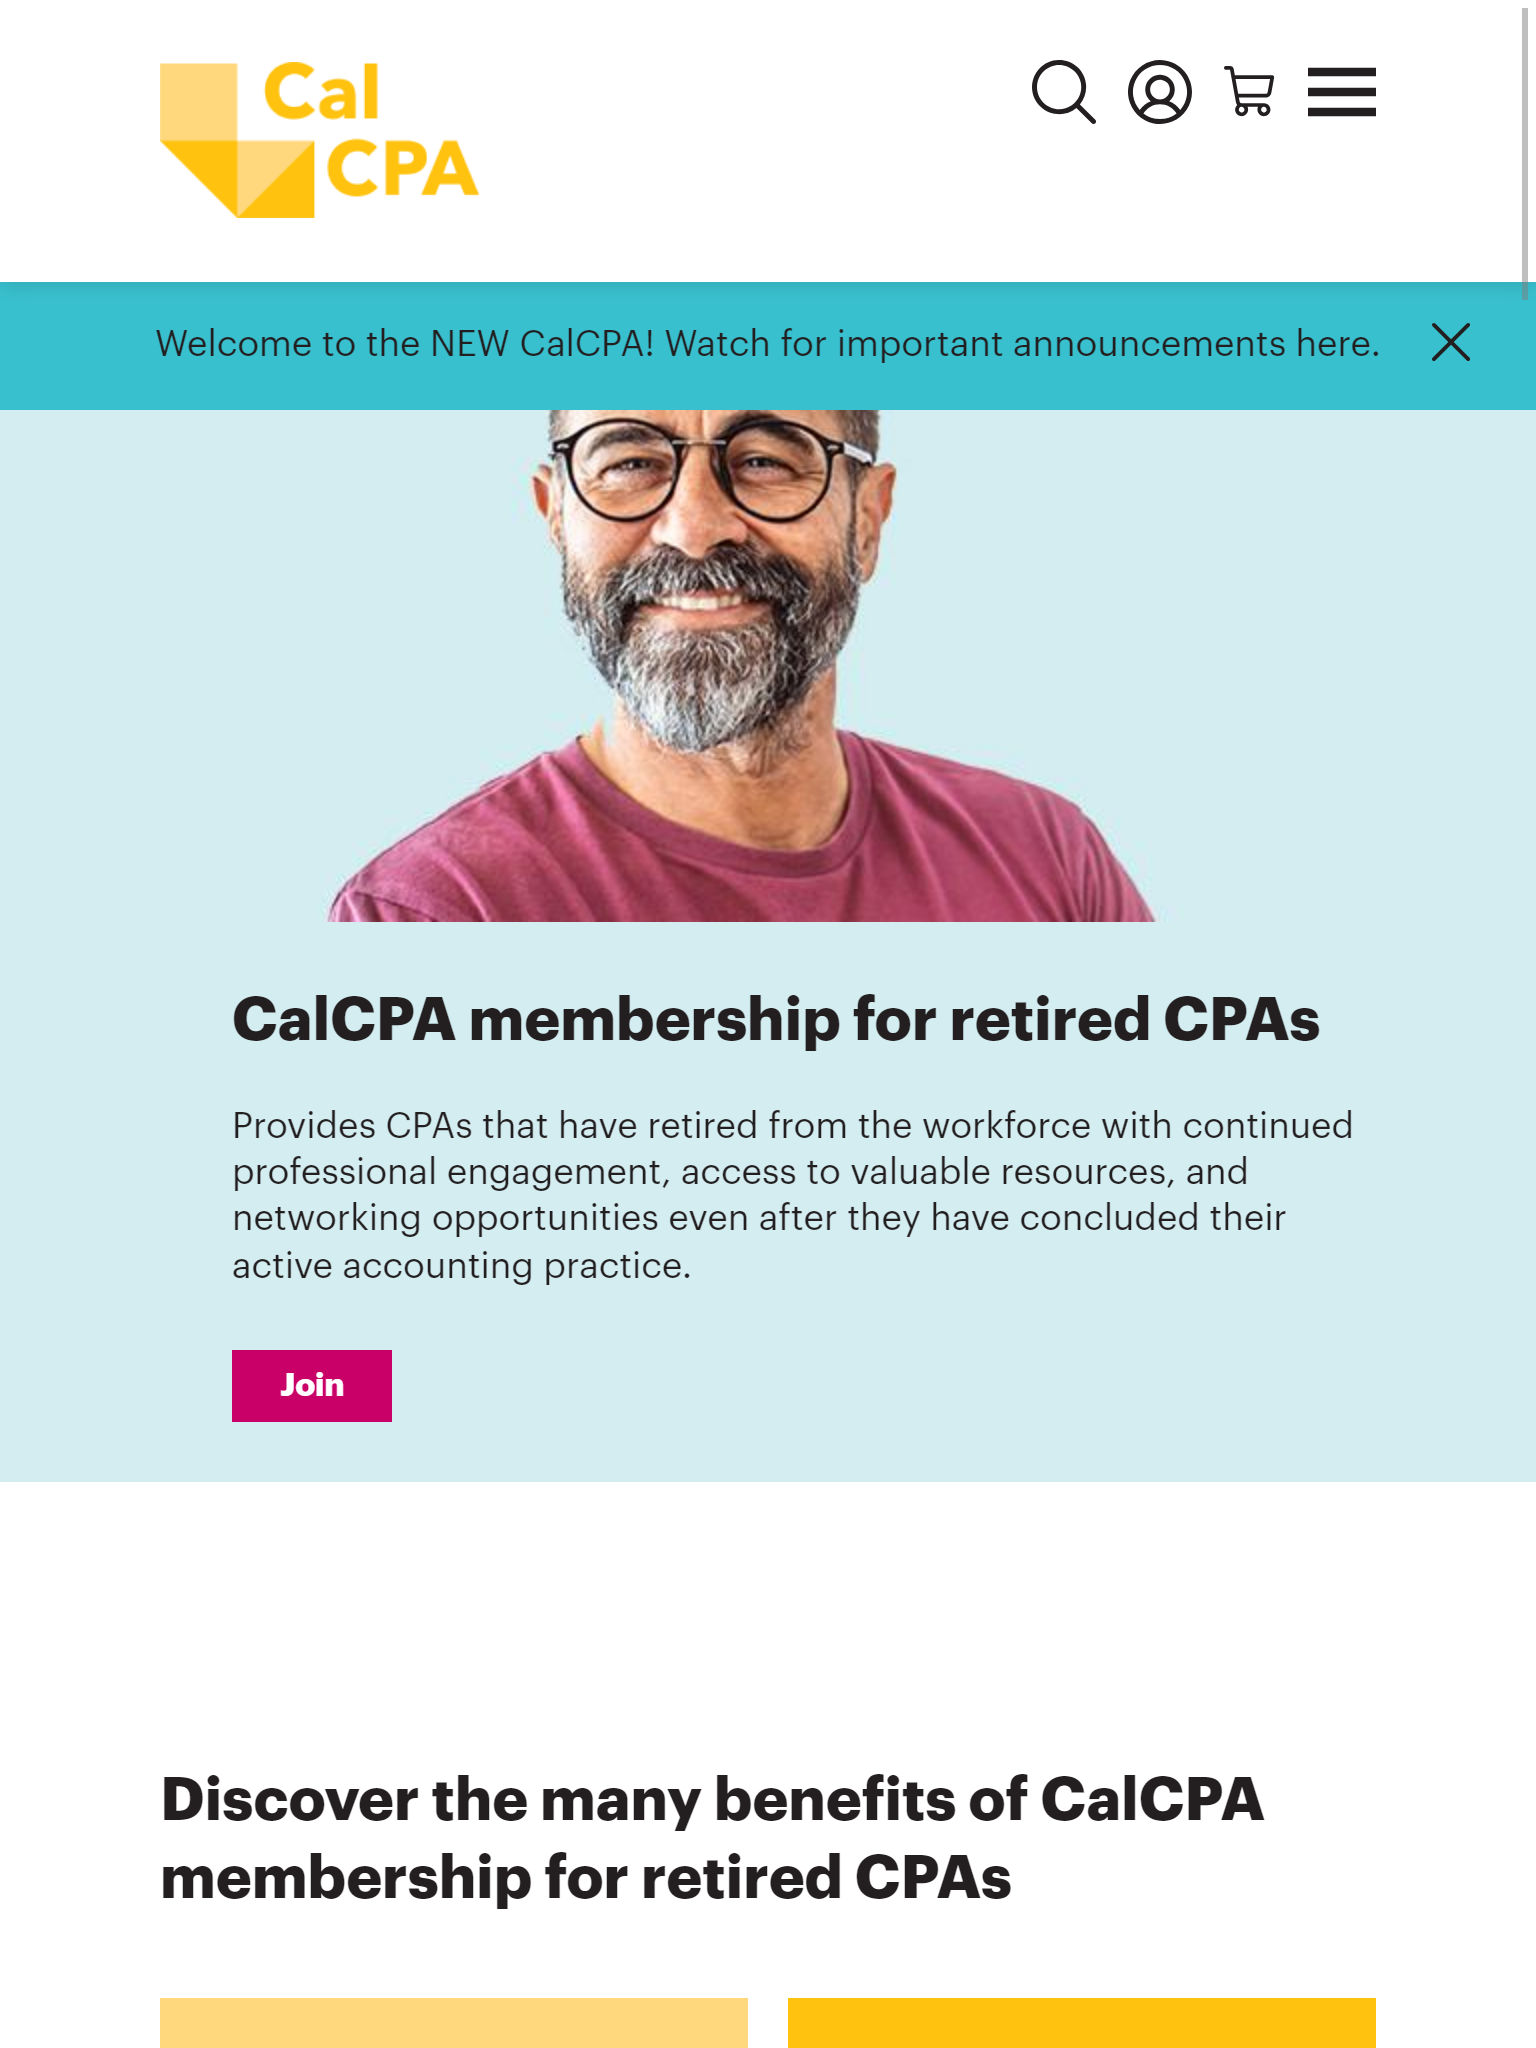 Cal
CPA
Welcome to the NEW CalCPA! Watch for important announcements here.
CalCPA membership for retired CPAs
Provides CPAs that have retired from the workforce with continued
professional engagement, access to valuable resources, and
networking opportunities even after they have concluded their
active accounting practice.
Join
Discover the many benefits of CalCPA
membership for retired CPAs